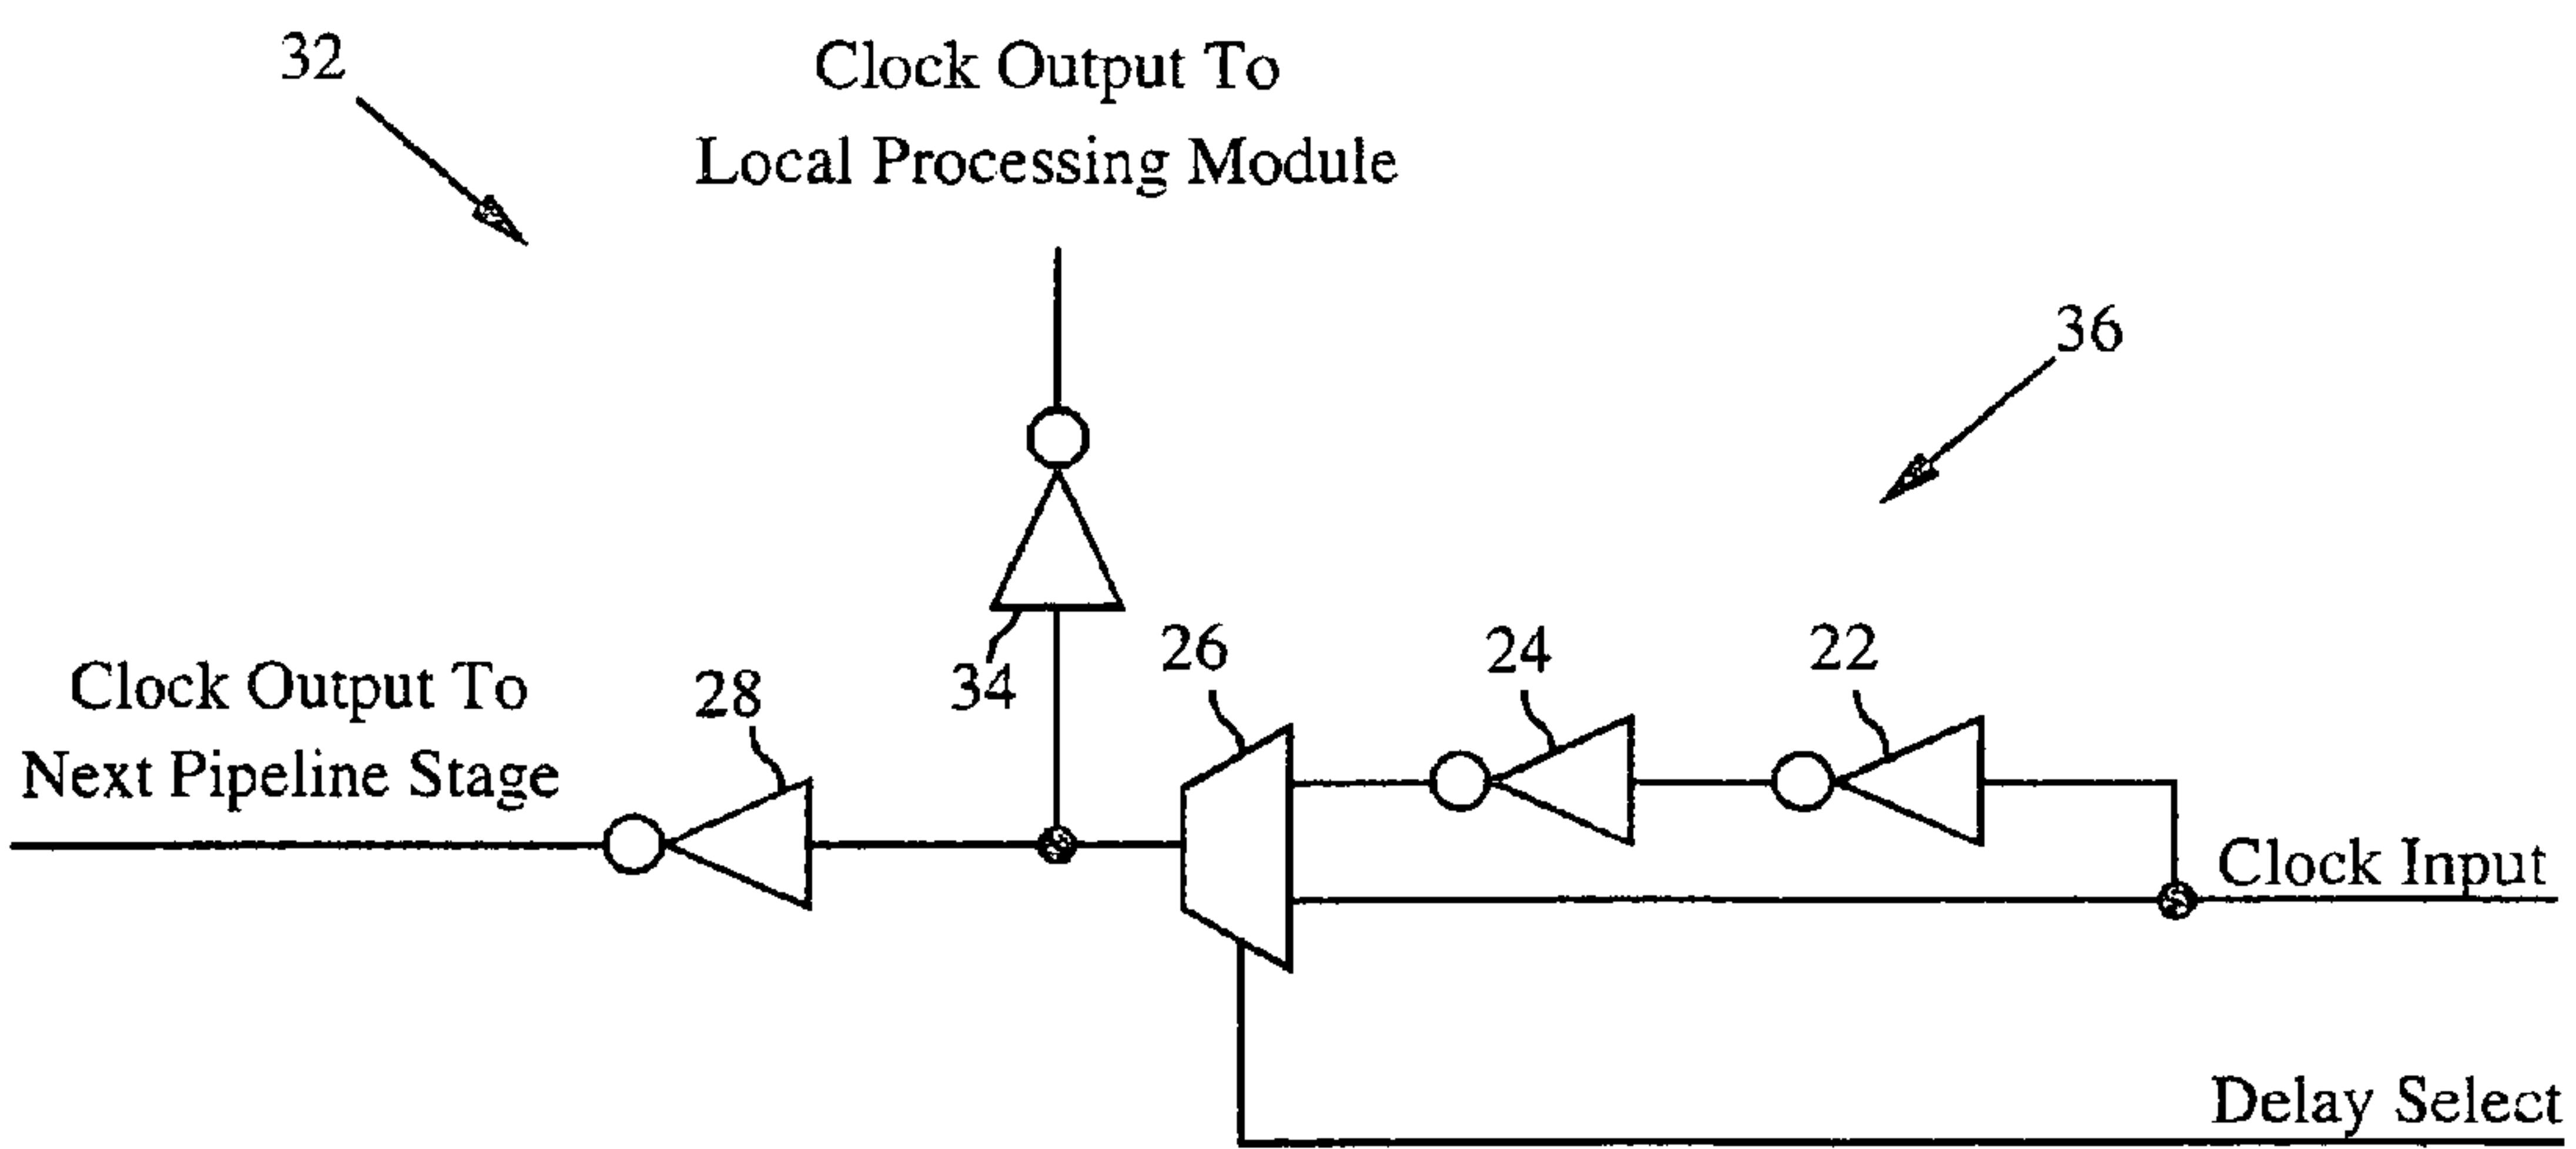 32
Clock Output To
Local Processing Module
36
34
26
24
22
28
Clock Output To
Next Pipeline Stage
Clock Input
Delay Select